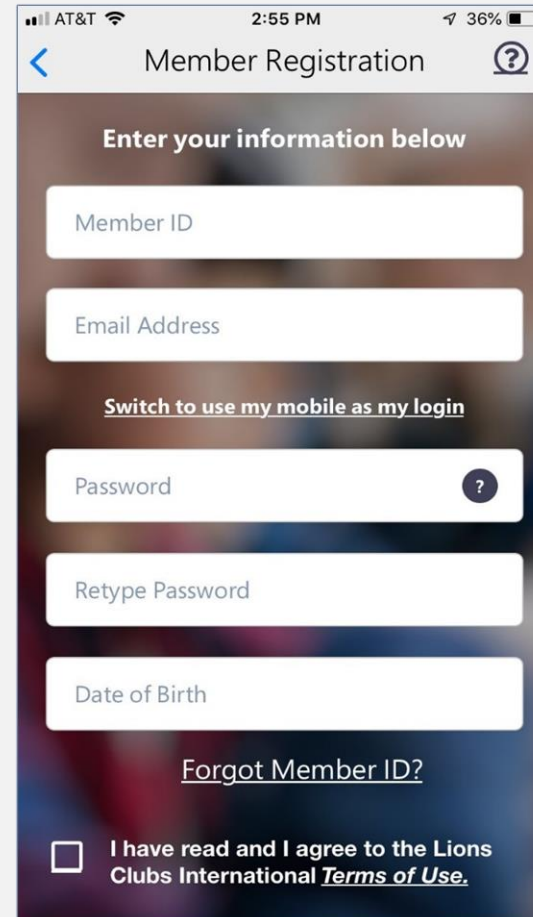 AT&T 2:55 PM 36%
Member Registration ?
Enter your information below
Member ID
Email Address
Switch to use my mobile as my login
Password ?
Retype Password
Date of Birth
Forgot Member ID?
I have read and I agree to the Lions
Clubs International Terms of Use.